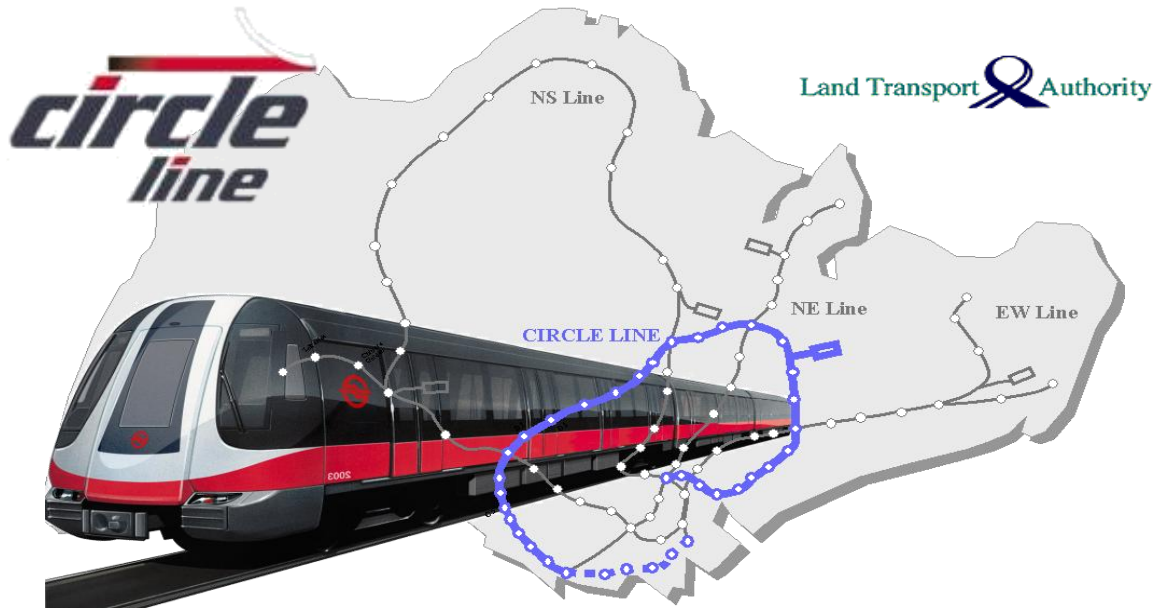 circle
line
Land Transport Authority
NS Line
NE Line
EW Line
CIRCLE LINE
2003